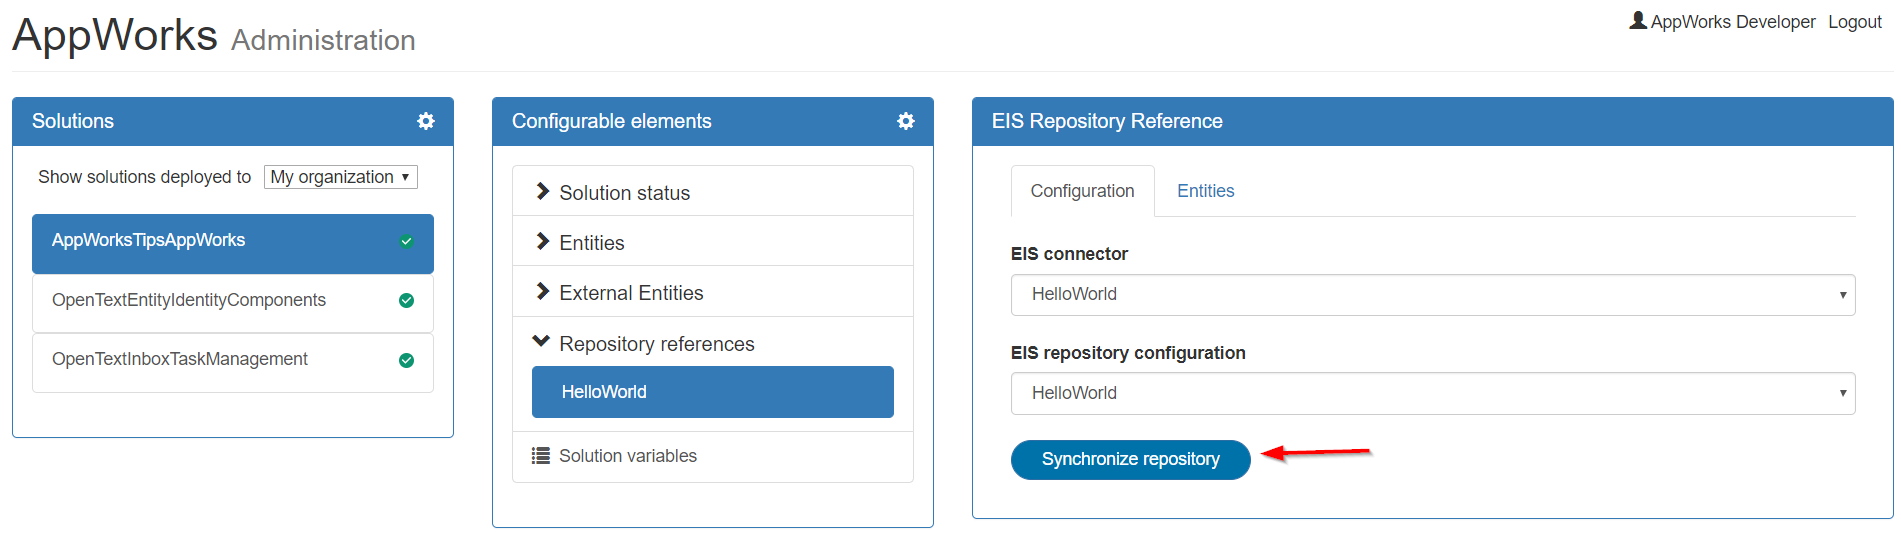 AppWorks Administration
AppWorks Developer Logout
Solutions
Show solutions deployed to My organization
AppWorksTipsAppWorks
OpenTextEntityIdentityComponents
OpenTextInboxTaskManagement
Configurable elements
Solution status
Entities
External Entities
Repository references
HelloWorld
Solution variables
EIS Repository Reference
Configuration Entities
EIS connector
HelloWorld
EIS repository configuration
HelloWorld
Synchronize repository